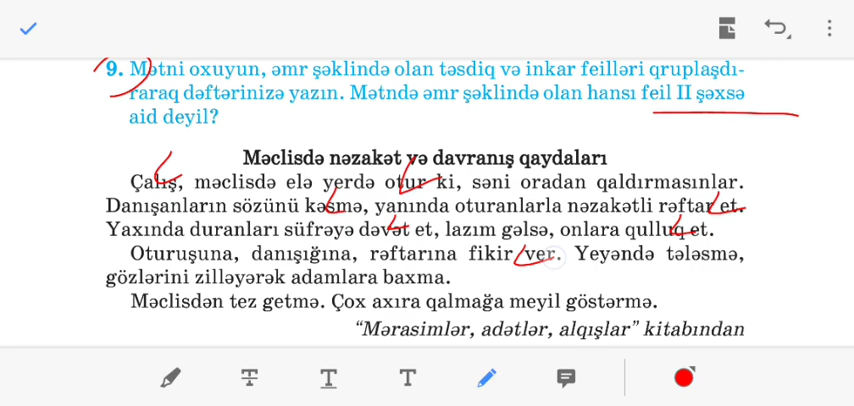 9. Mətni oxuyun, əmr şəklində olan təsdiq və inkar feilləri qruplaşdı-
raraq dəftərinizə yazın. Mətndə əmr şəklində olan hansı feil II şəxsə
aid deyil?
Məclisdə nəzakət və davranış qaydaları
Çalış, məclisdə elə yerdə otur ki, səni oradan qaldırmasınlar.
Danışanların sözünü kəsmə, yanında oturanlarla nəzakətli rəftar et.
Yaxında duranları süfrəyə dəvət et, lazım gəlsə, onlara qulluq et.
Oturuşuna, danışığına, rəftarına fikir ver. Yeyəndə tələsmə,
gözlərini zilləyərək adamlara baxma.
Məclisdən tez getmə. Çox axıra qalmağa meyil göstərmə.
“Mərasimlər, adətlər, alqışlar” kitabından